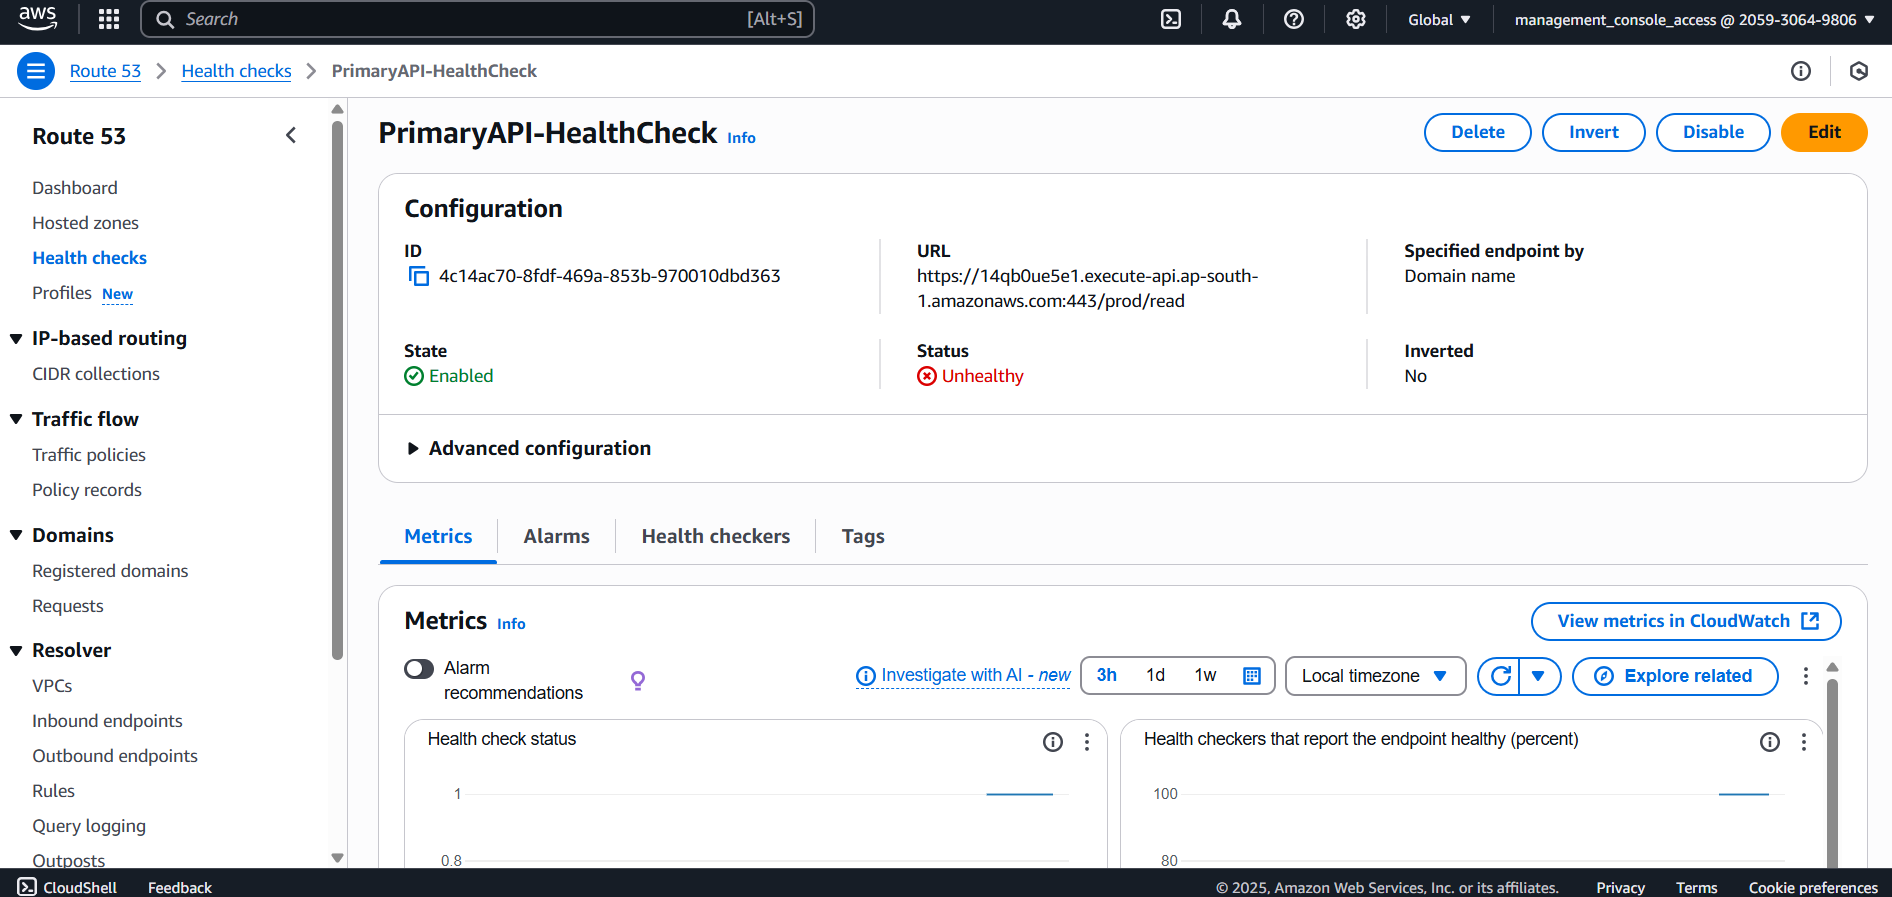 aws
Search [Alt+S]
Global
management_console_access @ 2059-3064-9806
Route 53 Health checks PrimaryAPI-HealthCheck
Route 53
Dashboard
Hosted zones
Health checks
Profiles New
IP-based routing
CIDR collections
Traffic flow
Traffic policies
Policy records
Domains
Registered domains
Requests
Resolver
VPCs
Inbound endpoints
Outbound endpoints
Rules
Query logging
Outposts
PrimaryAPI-HealthCheck Info
Delete Invert Disable Edit
Configuration
ID
4c14ac70-8fdf-469a-853b-970010dbd363
URL
https://14qb0ue5e1.execute-api.ap-south-
1.amazonaws.com:443/prod/read
Specified endpoint by
Domain name
State
Enabled
Status
Unhealthy
Inverted
No
Advanced configuration
Metrics Alarms Health checkers Tags
Metrics Info
View metrics in CloudWatch
Alarm
recommendations
Investigate with AI - new
3h 1d 1w
Local timezone
Explore related
Health check status
1
0.8
Health checkers that report the endpoint healthy (percent)
100
80
CloudShell Feedback
© 2025, Amazon Web Services, Inc. or its affiliates. Privacy Terms Cookie preferences